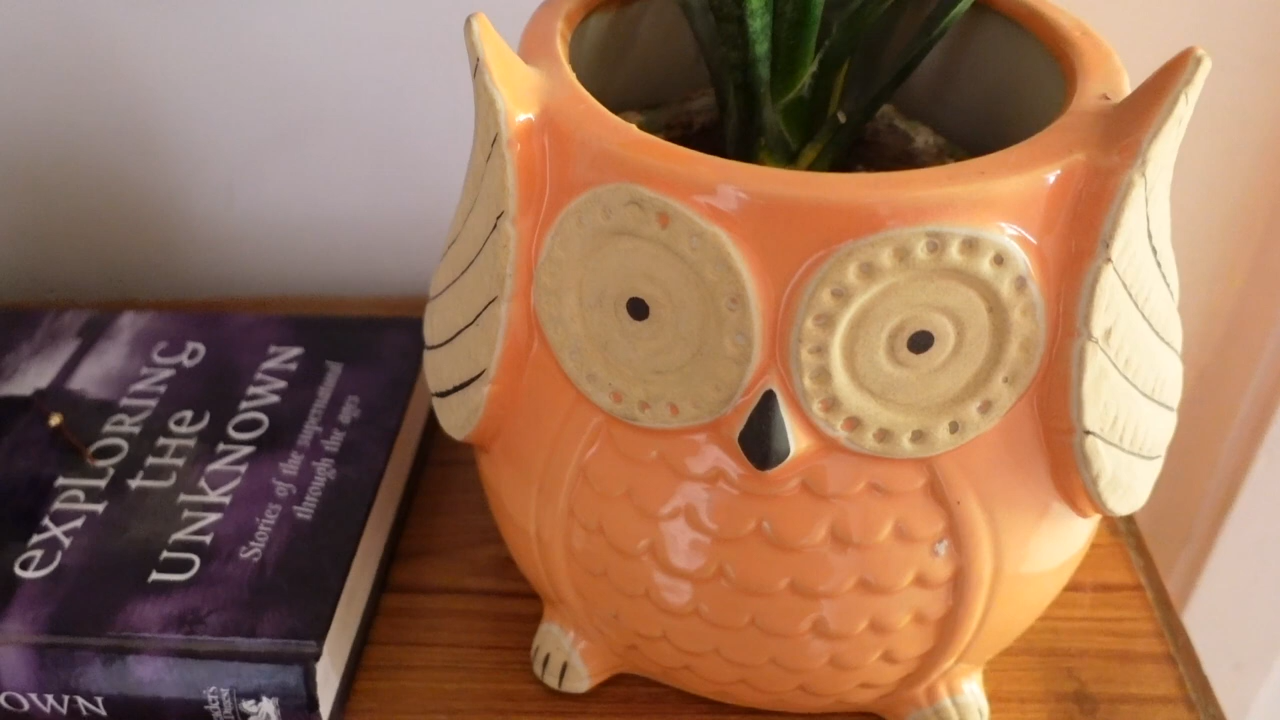 exPLORING
the
UNKNOWN
Stories of the supernatural
through the ages
OWN